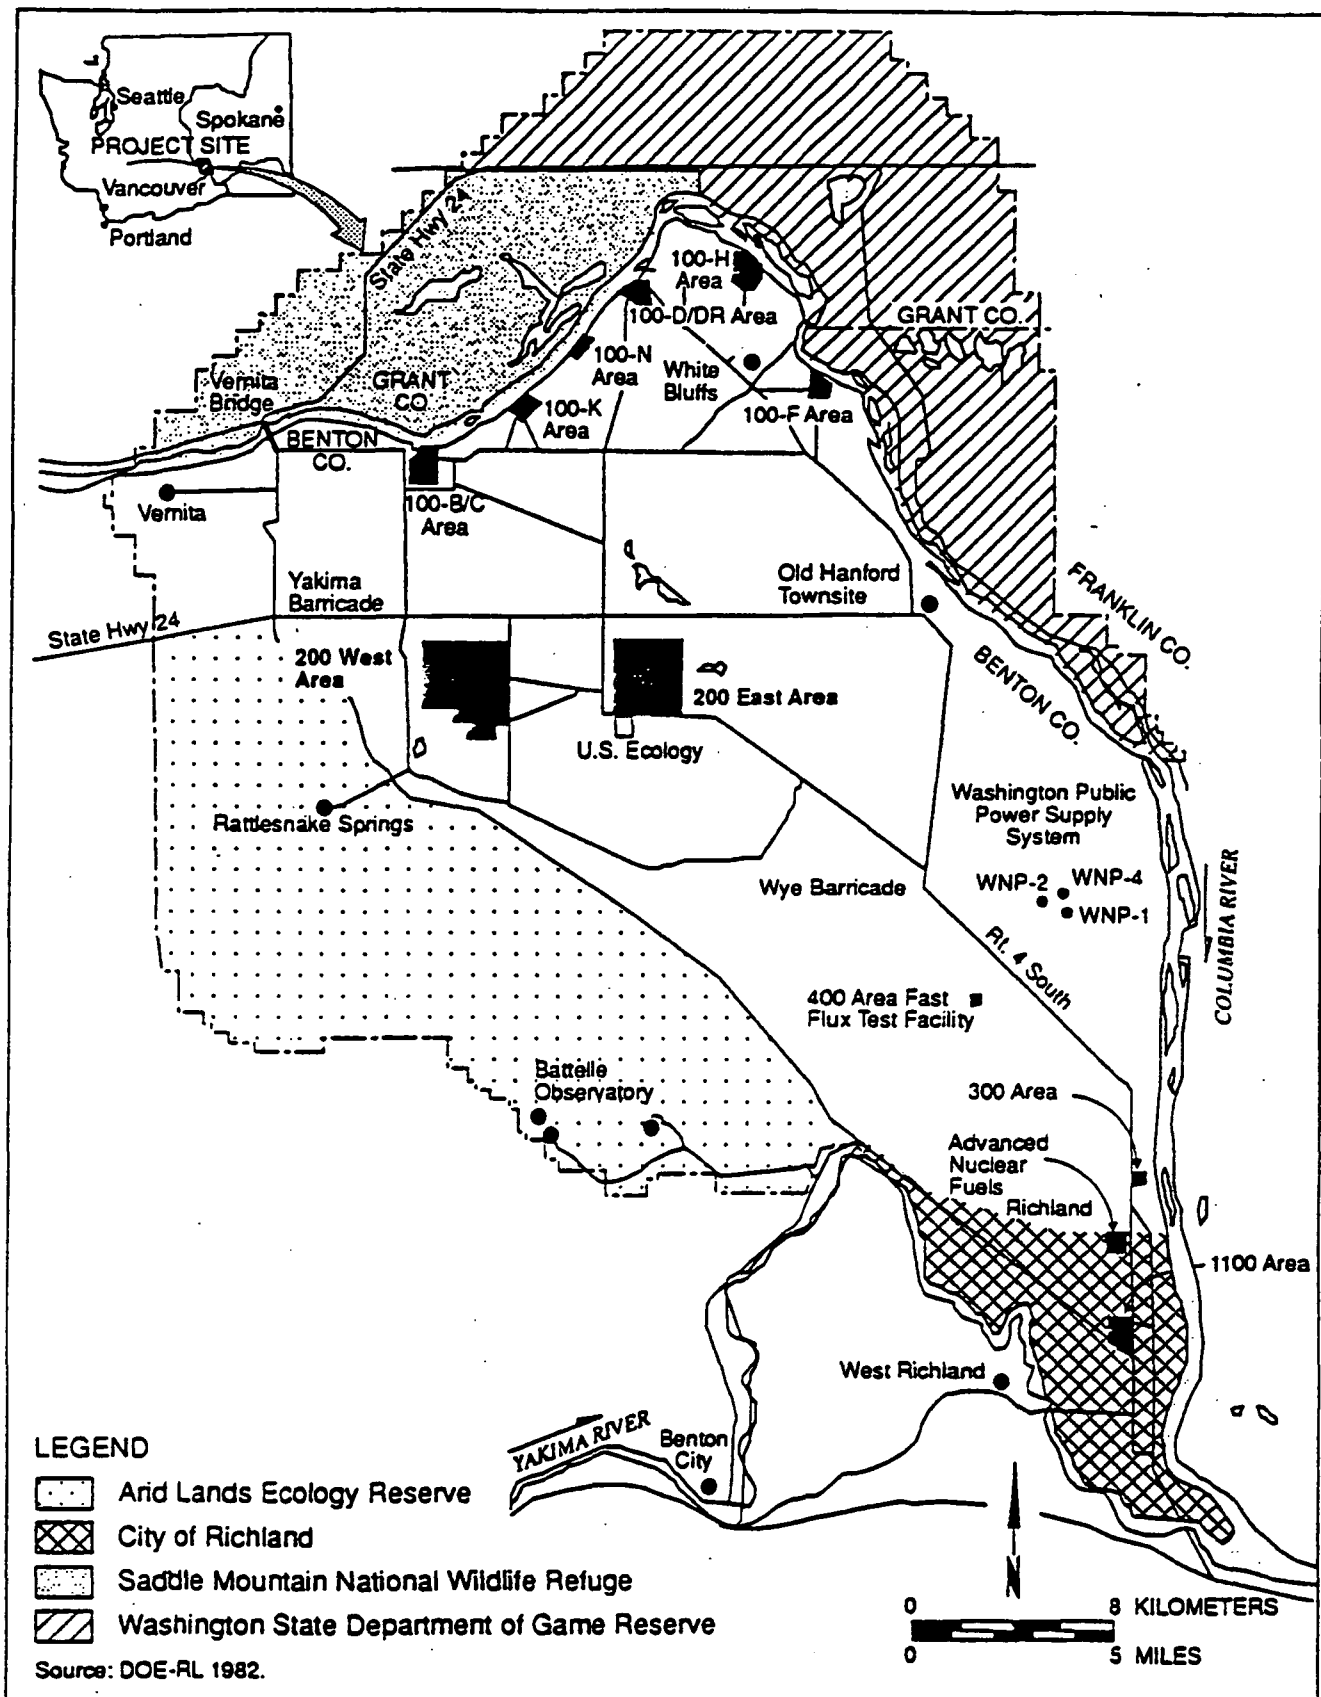 Seattle
Spokane
PROJECT SITE
Vancouver
Portland
State Hwy 24
100-H
Area
100-D/DR Area
GRANT CO.
100-N
Area
White
Bluffs
Vernita
Bridge
GRANT
CO
100-K
Area
100-F Area
BENTON
CO.
Vernita
100-B/C
Area
Yakima
Barricade
Old Hanford
Townsite
FRANKLIN CO.
BENTON CO.
State Hwy 24
200 West
Area
200 East Area
U.S. Ecology
Rattlesnake Springs
Washington Public
Power Supply
System
WNP-2
WNP-4
WNP-1
Wye Barricade
COLUMBIA RIVER
Rt. 4 South
400 Area Fast
Flux Test Facility
Battelle
Observatory
300 Area
Advanced
Nuclear
Fuels
Richland
1100 Area
West Richland
YAKIMA RIVER
Benton
City
N
LEGEND
Arid Lands Ecology Reserve
City of Richland
Saddle Mountain National Wildlife Refuge
Washington State Department of Game Reserve
Source: DOE-RL 1982.
0 8 KILOMETERS
0 5 MILES